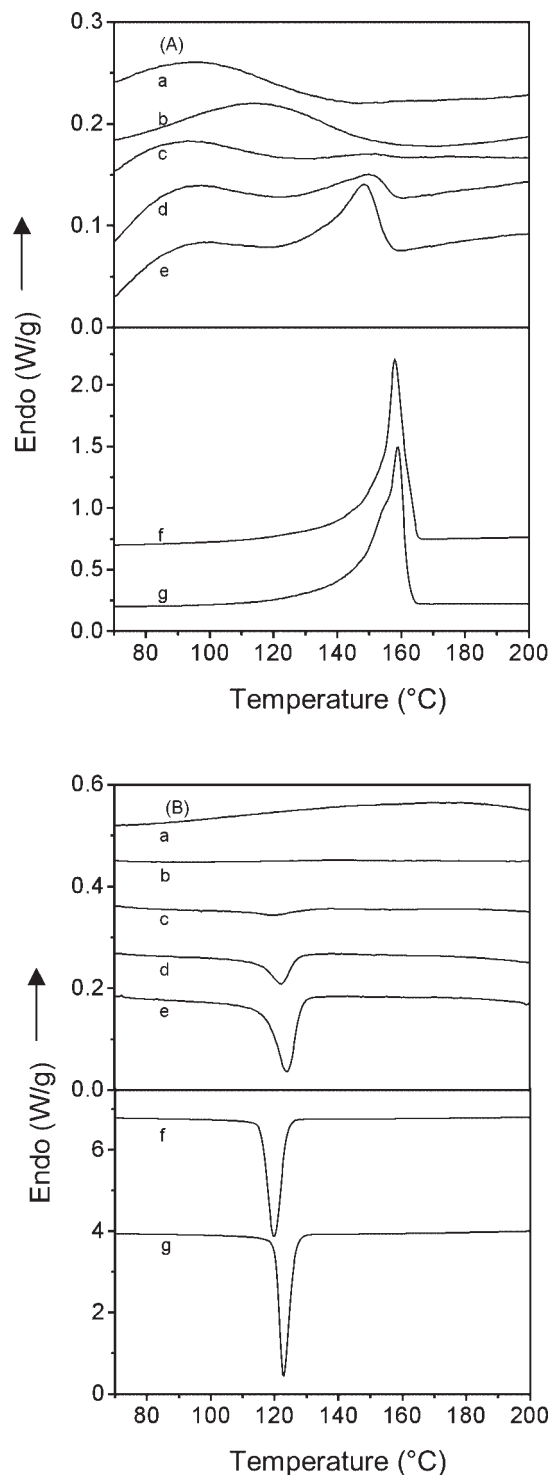 0.3
(A)
a
0.2
b
c
d
0.1
e
0.0
2.0
1.5
1.0
f
0.5
g
0.0
80 100 120 140 160 180 200
Endo (W/g)
Temperature (°C)
0.6
(B)
a
b
0.4
c
d
0.2
e
0.0
f
6
4
g
2
0
80 100 120 140 160 180 200
Endo (W/g)
Temperature (°C)